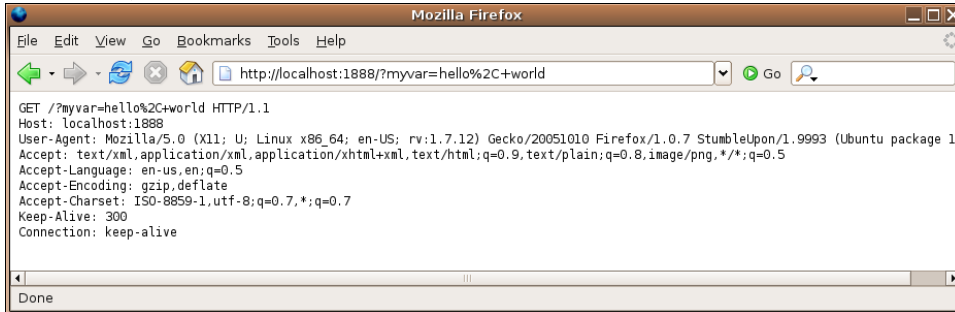 Mozilla Firefox
File Edit View Go Bookmarks Tools Help
http://localhost:1888/?myvar=hello%2C+world Go
GET /?myvar=hello%2C+world HTTP/1.1
Host: localhost:1888
User-Agent: Mozilla/5.0 (X11; U; Linux x86_64; en-US; rv:1.7.12) Gecko/20051010 Firefox/1.0.7 StumbleUpon/1.9993 (Ubuntu package 1
Accept: text/xml,application/xml,application/xhtml+xml,text/html;q=0.9,text/plain;q=0.8,image/png,*/*;q=0.5
Accept-Language: en-us,en;q=0.5
Accept-Encoding: gzip,deflate
Accept-Charset: ISO-8859-1,utf-8;q=0.7,*;q=0.7
Keep-Alive: 300
Connection: keep-alive
Done